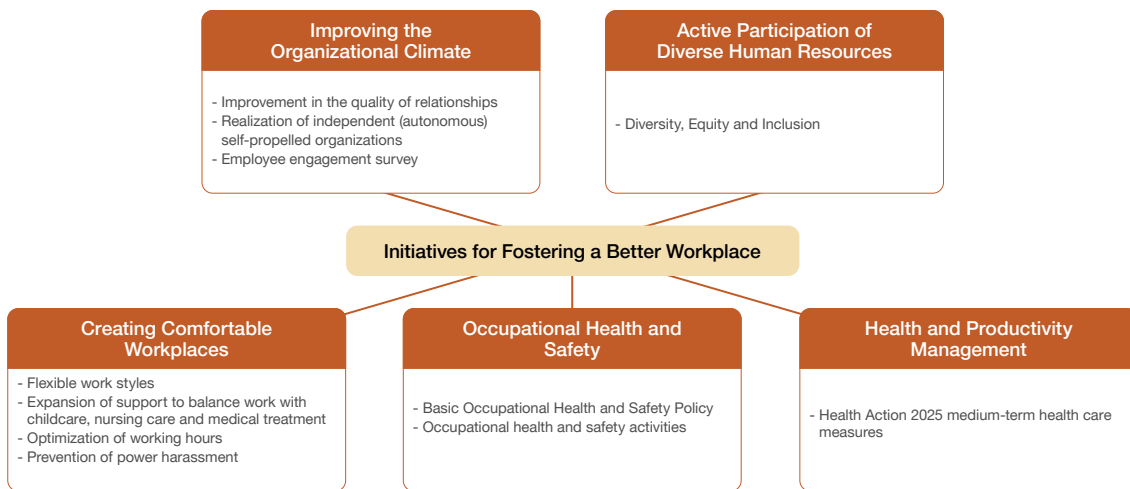 Improving the
Organizational Climate
- Improvement in the quality of relationships
- Realization of independent (autonomous)
self-propelled organizations
- Employee engagement survey
Active Participation of
Diverse Human Resources
- Diversity, Equity and Inclusion
Initiatives for Fostering a Better Workplace
Creating Comfortable
Workplaces
- Flexible work styles
- Expansion of support to balance work with
childcare, nursing care and medical treatment
- Optimization of working hours
- Prevention of power harassment
Occupational Health and
Safety
- Basic Occupational Health and Safety Policy
- Occupational health and safety activities
Health and Productivity
Management
- Health Action 2025 medium-term health care
measures